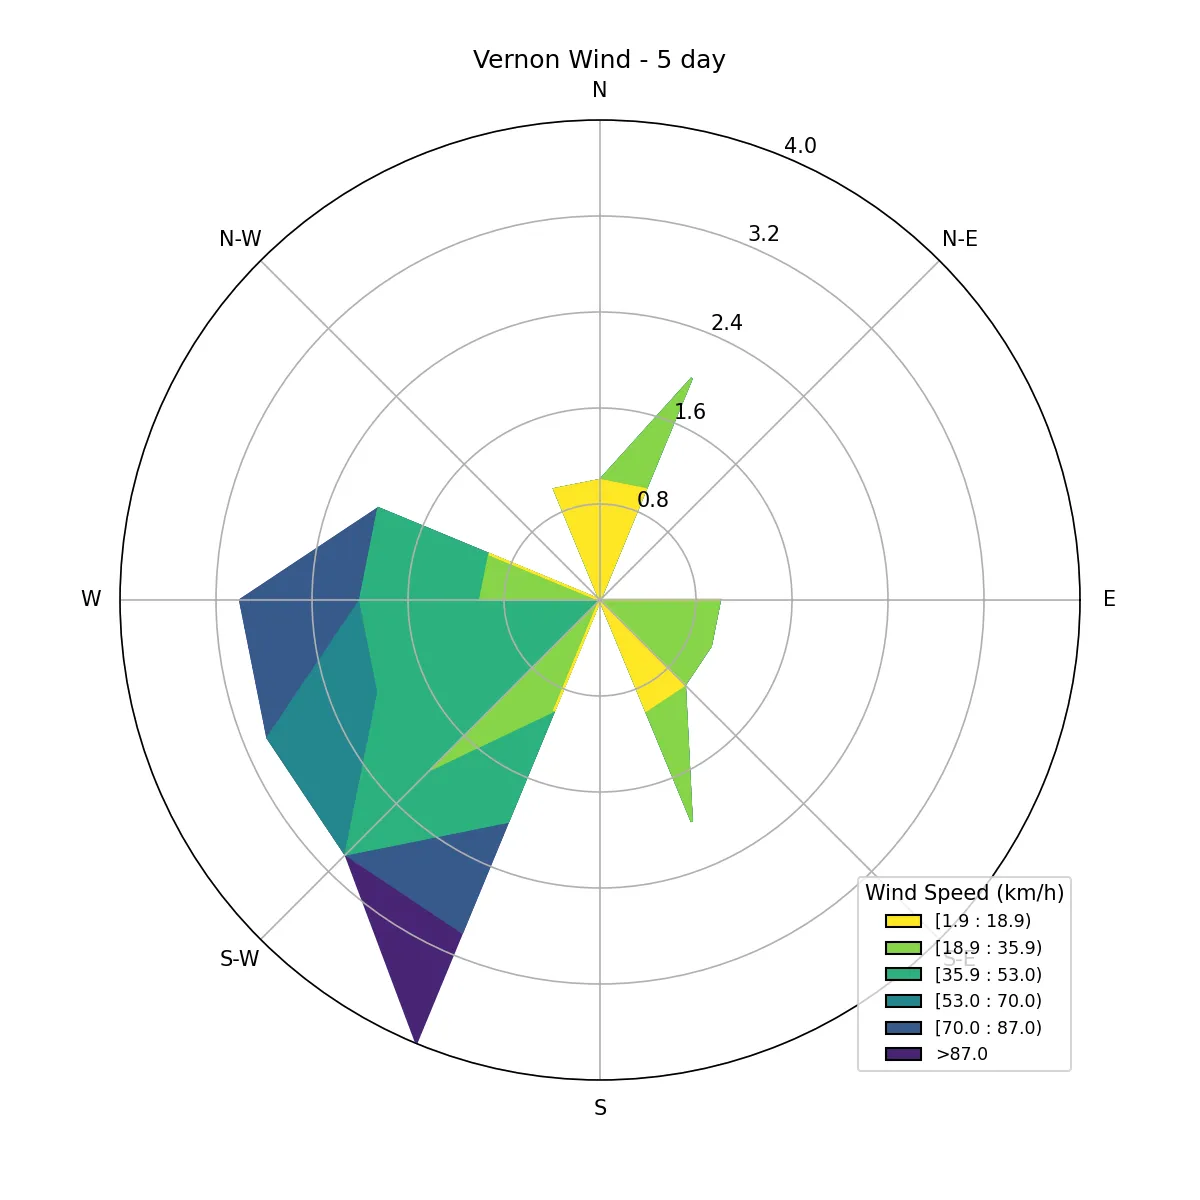 Vernon Wind - 5 day
N
4.0
3.2
N-W
N-E
2.4
1.6
0.8
W
E
Wind Speed (km/h)
[1.9 : 18.9)
[18.9 : 35.9)
S-W
S-E
[35.9 : 53.0)
[53.0 : 70.0)
[70.0 : 87.0)
>87.0
S